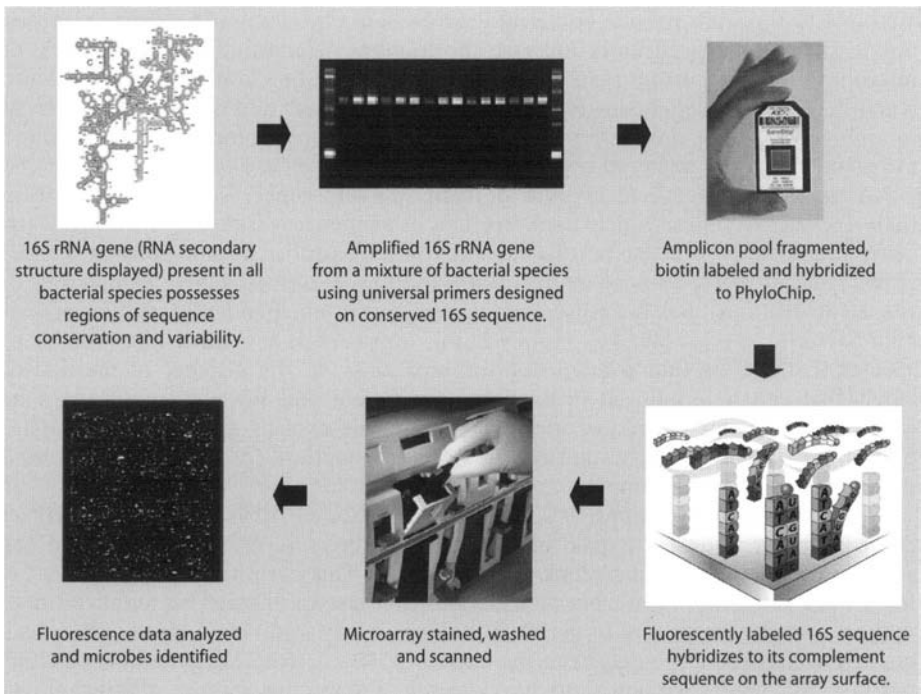 16S rRNA gene (RNA secondary
structure displayed) present in all
bacterial species possesses
regions of sequence
conservation and variability.
Amplified 16S rRNA gene
from a mixture of bacterial species
using universal primers designed
on conserved 16S sequence.
Amplicon pool fragmented,
biotin labeled and hybridized
to PhyloChip.
Fluorescently labeled 16S sequence
hybridizes to its complement
sequence on the array surface.
Microarray stained, washed
and scanned
Fluorescence data analyzed
and microbes identified